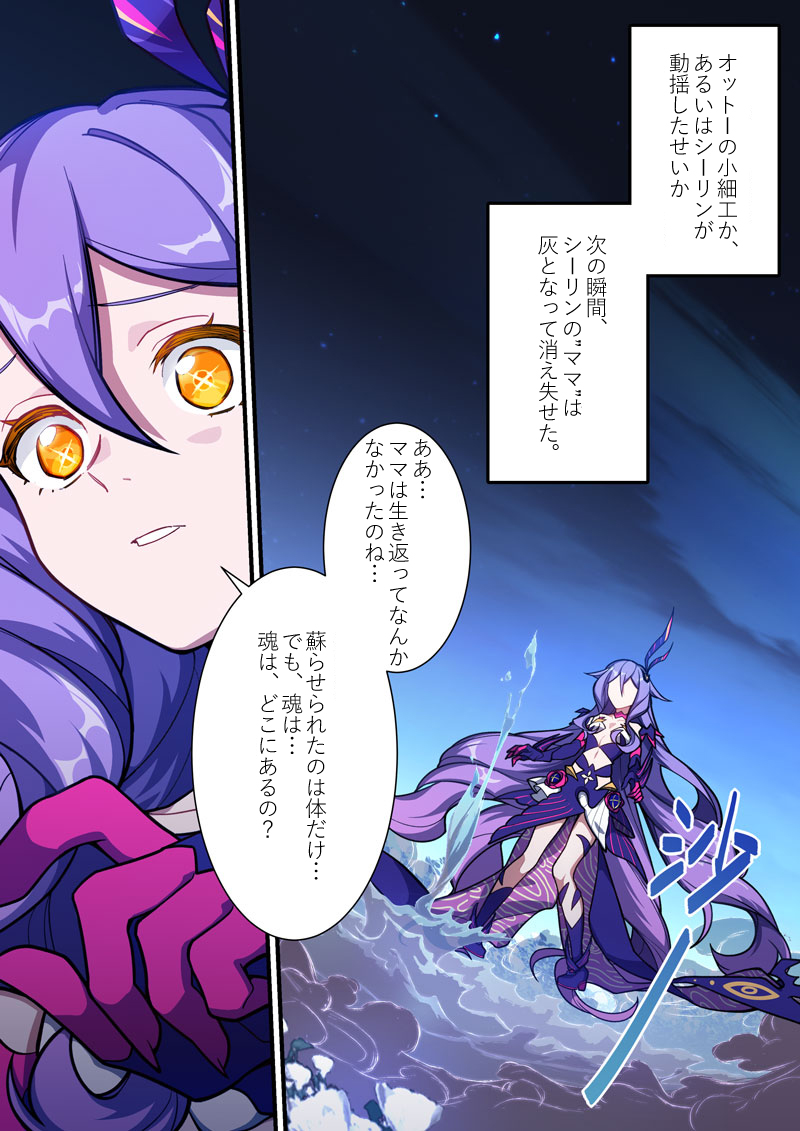 オットーの小細工か、
あるいはシーリンが
動揺したせいか
次の瞬間、
シーリンの”ママ”は
灰となって消え失せた。
ああ…
ママは生き返ってなんか
なかったのね…
蘇らせられたのは体だけ…
でも、魂は…
魂は、どこにあるの？
沙